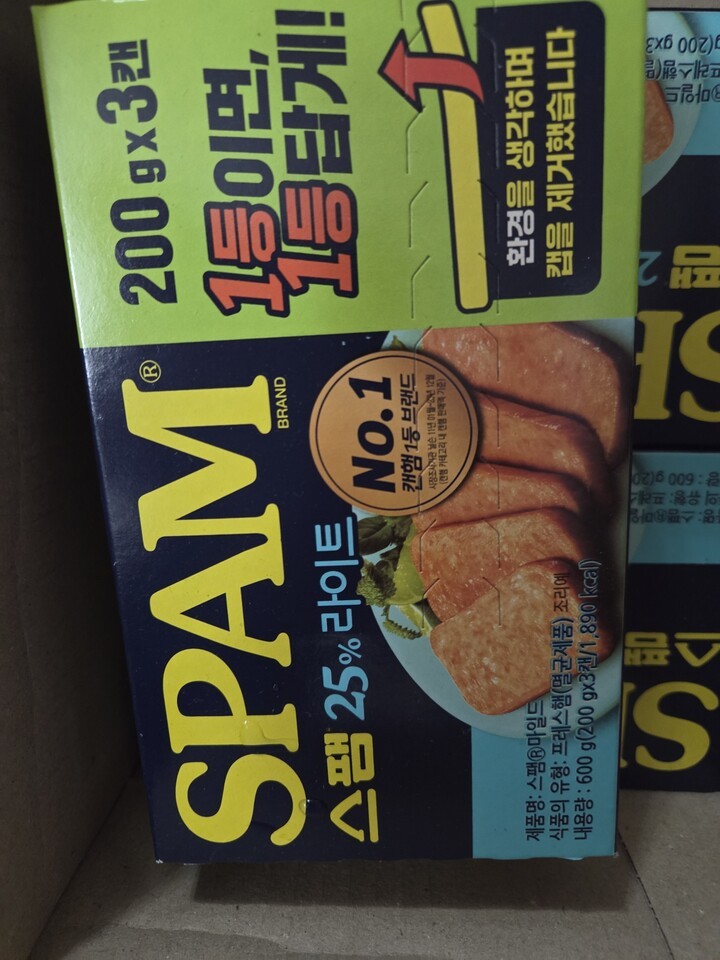 200 g x 3캔
1등이면,
1등답게!
환경을 생각하며
캡을 제거했습니다
SPAM®
BRAND
No.1
캔햄 1등 브랜드
스팸 25% 라이트
제품명: 스팸®마일드
식품의 유형: 프레스햄(멸균제품) 조리예
내용량 : 600 g(200 gx3캔/1,890 kcal)